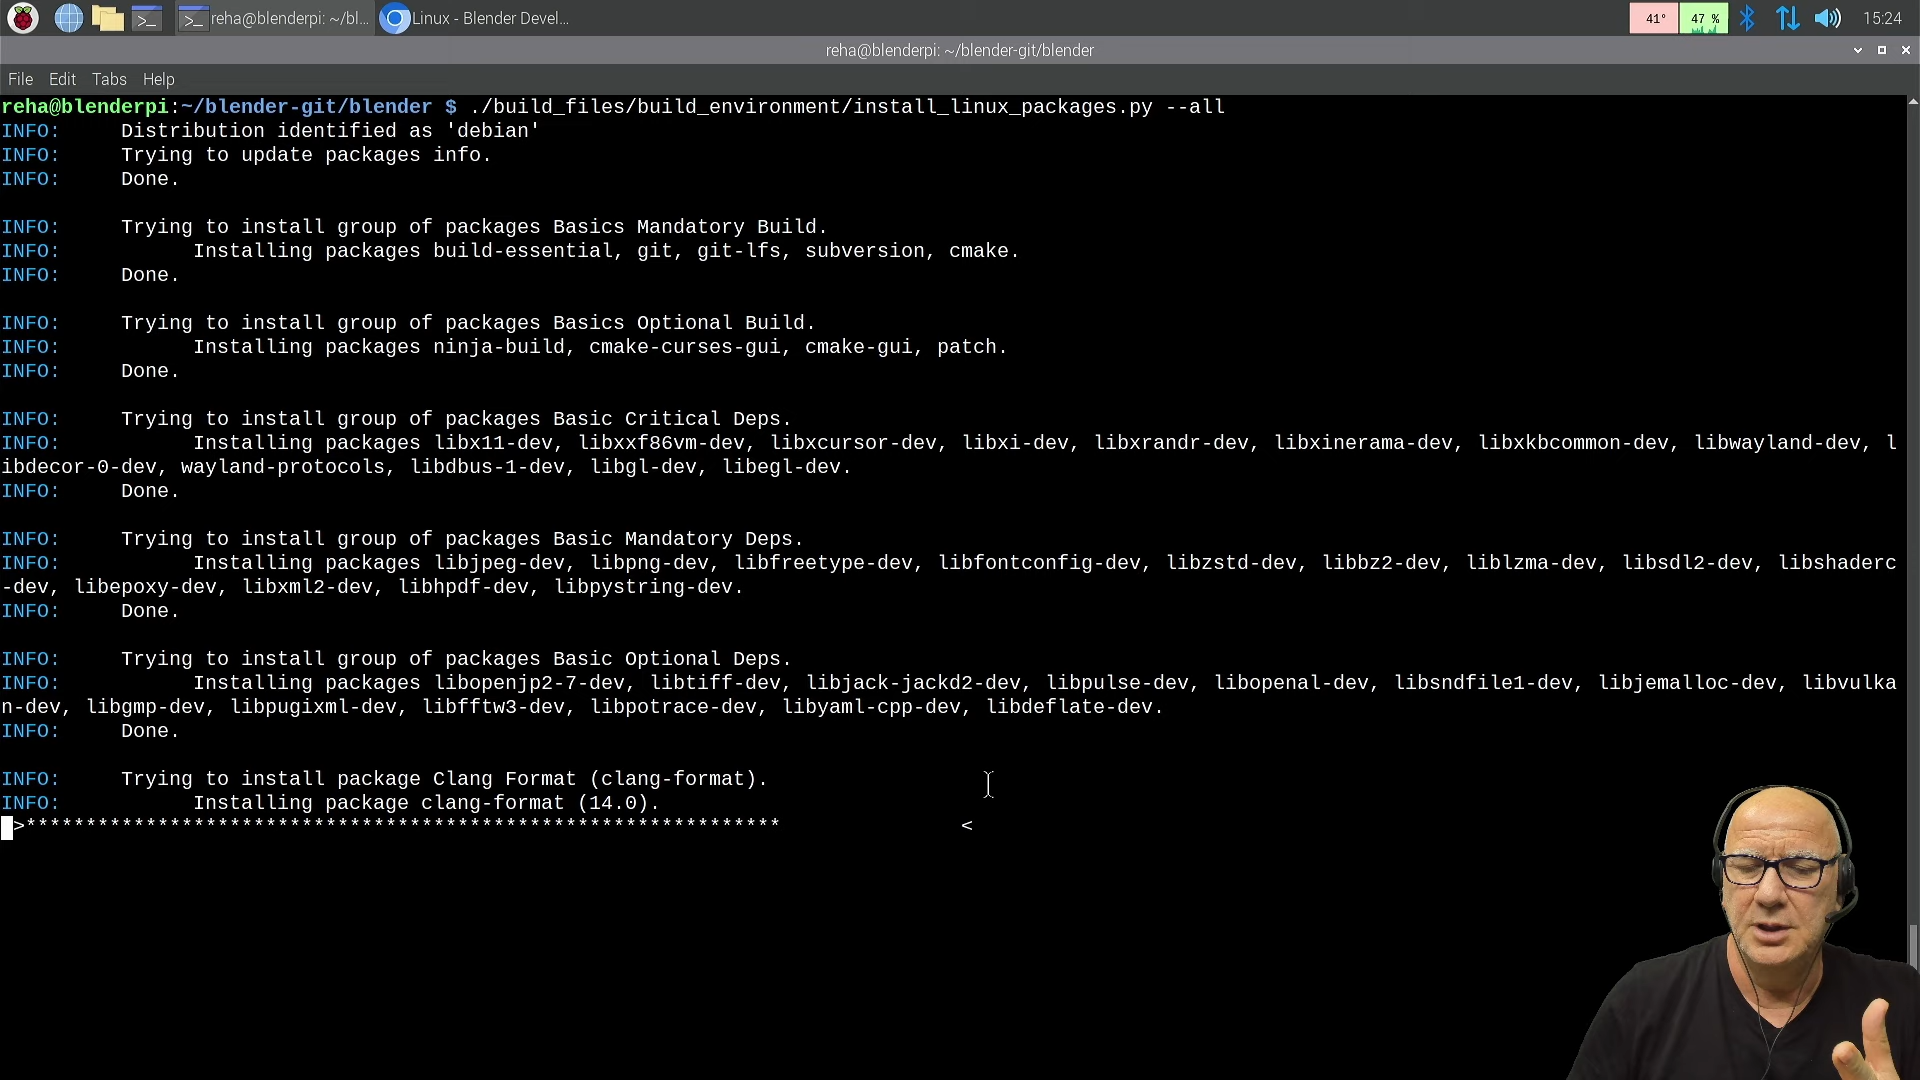 reha@blenderpi: ~/bl... Linux - Blender Devel... 41° 47 % 15:24
reha@blenderpi: ~/blender-git/blender
File Edit Tabs Help
reha@blenderpi:~/blender-git/blender $ ./build_files/build_environment/install_linux_packages.py --all
INFO: Distribution identified as 'debian'
INFO: Trying to update packages info.
INFO: Done.
INFO: Trying to install group of packages Basics Mandatory Build.
INFO: Installing packages build-essential, git, git-lfs, subversion, cmake.
INFO: Done.
INFO: Trying to install group of packages Basics Optional Build.
INFO: Installing packages ninja-build, cmake-curses-gui, cmake-gui, patch.
INFO: Done.
INFO: Trying to install group of packages Basic Critical Deps.
INFO: Installing packages libx11-dev, libxxf86vm-dev, libxcursor-dev, libxi-dev, libxrandr-dev, libxinerama-dev, libxkbcommon-dev, libwayland-dev, l
ibdecor-0-dev, wayland-protocols, libdbus-1-dev, libgl-dev, libegl-dev.
INFO: Done.
INFO: Trying to install group of packages Basic Mandatory Deps.
INFO: Installing packages libjpeg-dev, libpng-dev, libfreetype-dev, libfontconfig-dev, libzstd-dev, libbz2-dev, liblzma-dev, libsdl2-dev, libshaderc
-dev, libepoxy-dev, libxml2-dev, libhpdf-dev, libpystring-dev.
INFO: Done.
INFO: Trying to install group of packages Basic Optional Deps.
INFO: Installing packages libopenjp2-7-dev, libtiff-dev, libjack-jackd2-dev, libpulse-dev, libopenal-dev, libsndfile1-dev, libjemalloc-dev, libvulka
n-dev, libgmp-dev, libpugixml-dev, libfftw3-dev, libpotrace-dev, libyaml-cpp-dev, libdeflate-dev.
INFO: Done.
INFO: Trying to install package Clang Format (clang-format).
INFO: Installing package clang-format (14.0).
>*************************************************************** <